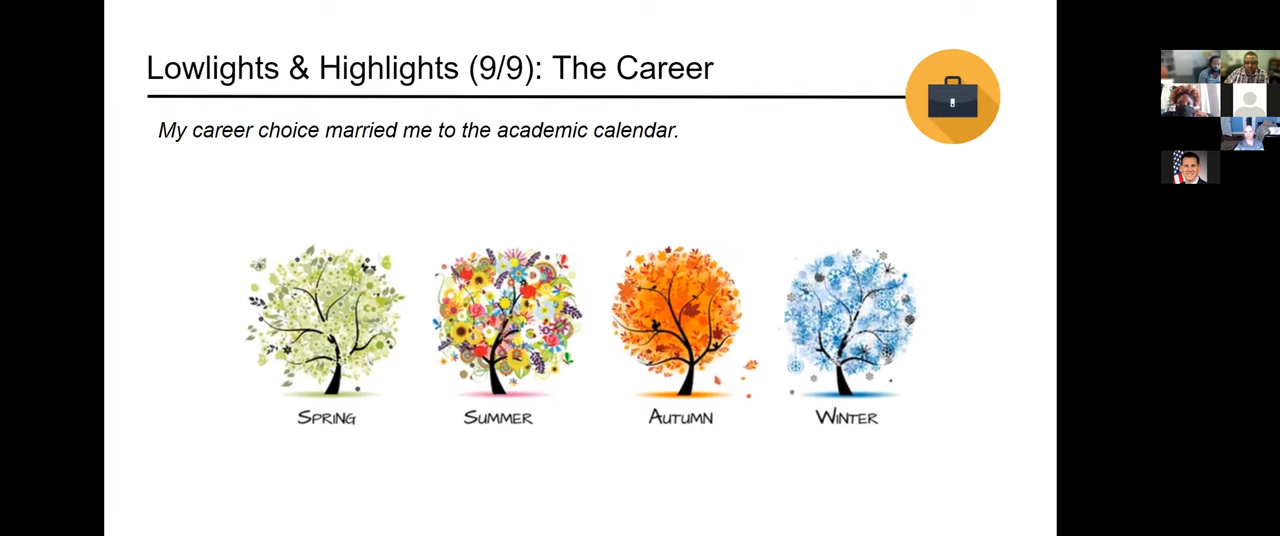 Lowlights & Highlights (9/9): The Career
My career choice married me to the academic calendar.
SPRING SUMMER AUTUMN WINTER